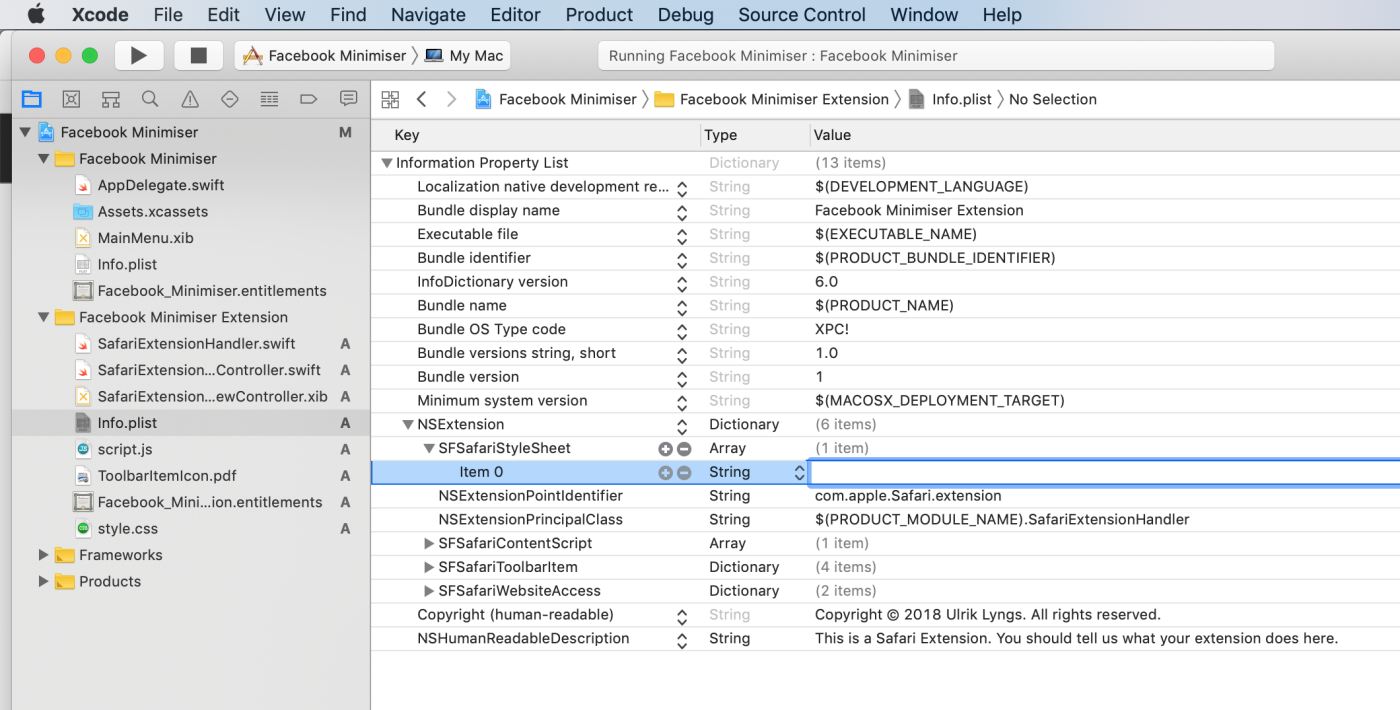 Xcode File Edit View Find Navigate Editor Product Debug Source Control Window Help
Facebook Minimiser My Mac Running Facebook Minimiser : Facebook Minimiser
Facebook Minimiser Facebook Minimiser Extension Info.plist No Selection
Facebook Minimiser M
Facebook Minimiser
AppDelegate.swift
Assets.xcassets
MainMenu.xib
Info.plist
Facebook_Minimiser.entitlements
Facebook Minimiser Extension
SafariExtensionHandler.swift A
SafariExtension...Controller.swift A
SafariExtension...ewController.xib A
Info.plist A
script.js A
ToolbarItemIcon.pdf A
Facebook_Mini...ion.entitlements A
style.css A
Frameworks
Products
Key Type Value
Information Property List Dictionary (13 items)
Localization native development re... String $(DEVELOPMENT_LANGUAGE)
Bundle display name String Facebook Minimiser Extension
Executable file String $(EXECUTABLE_NAME)
Bundle identifier String $(PRODUCT_BUNDLE_IDENTIFIER)
InfoDictionary version String 6.0
Bundle name String $(PRODUCT_NAME)
Bundle OS Type code String XPC!
Bundle versions string, short String 1.0
Bundle version String 1
Minimum system version String $(MACOSX_DEPLOYMENT_TARGET)
NSExtension Dictionary (6 items)
SFSafariStyleSheet Array (1 item)
Item 0 String
NSExtensionPointIdentifier String com.apple.Safari.extension
NSExtensionPrincipalClass String $(PRODUCT_MODULE_NAME).SafariExtensionHandler
SFSafariContentScript Array (1 item)
SFSafariToolbarItem Dictionary (4 items)
SFSafariWebsiteAccess Dictionary (2 items)
Copyright (human-readable) String Copyright © 2018 Ulrik Lyngs. All rights reserved.
NSHumanReadableDescription String This is a Safari Extension. You should tell us what your extension does here.